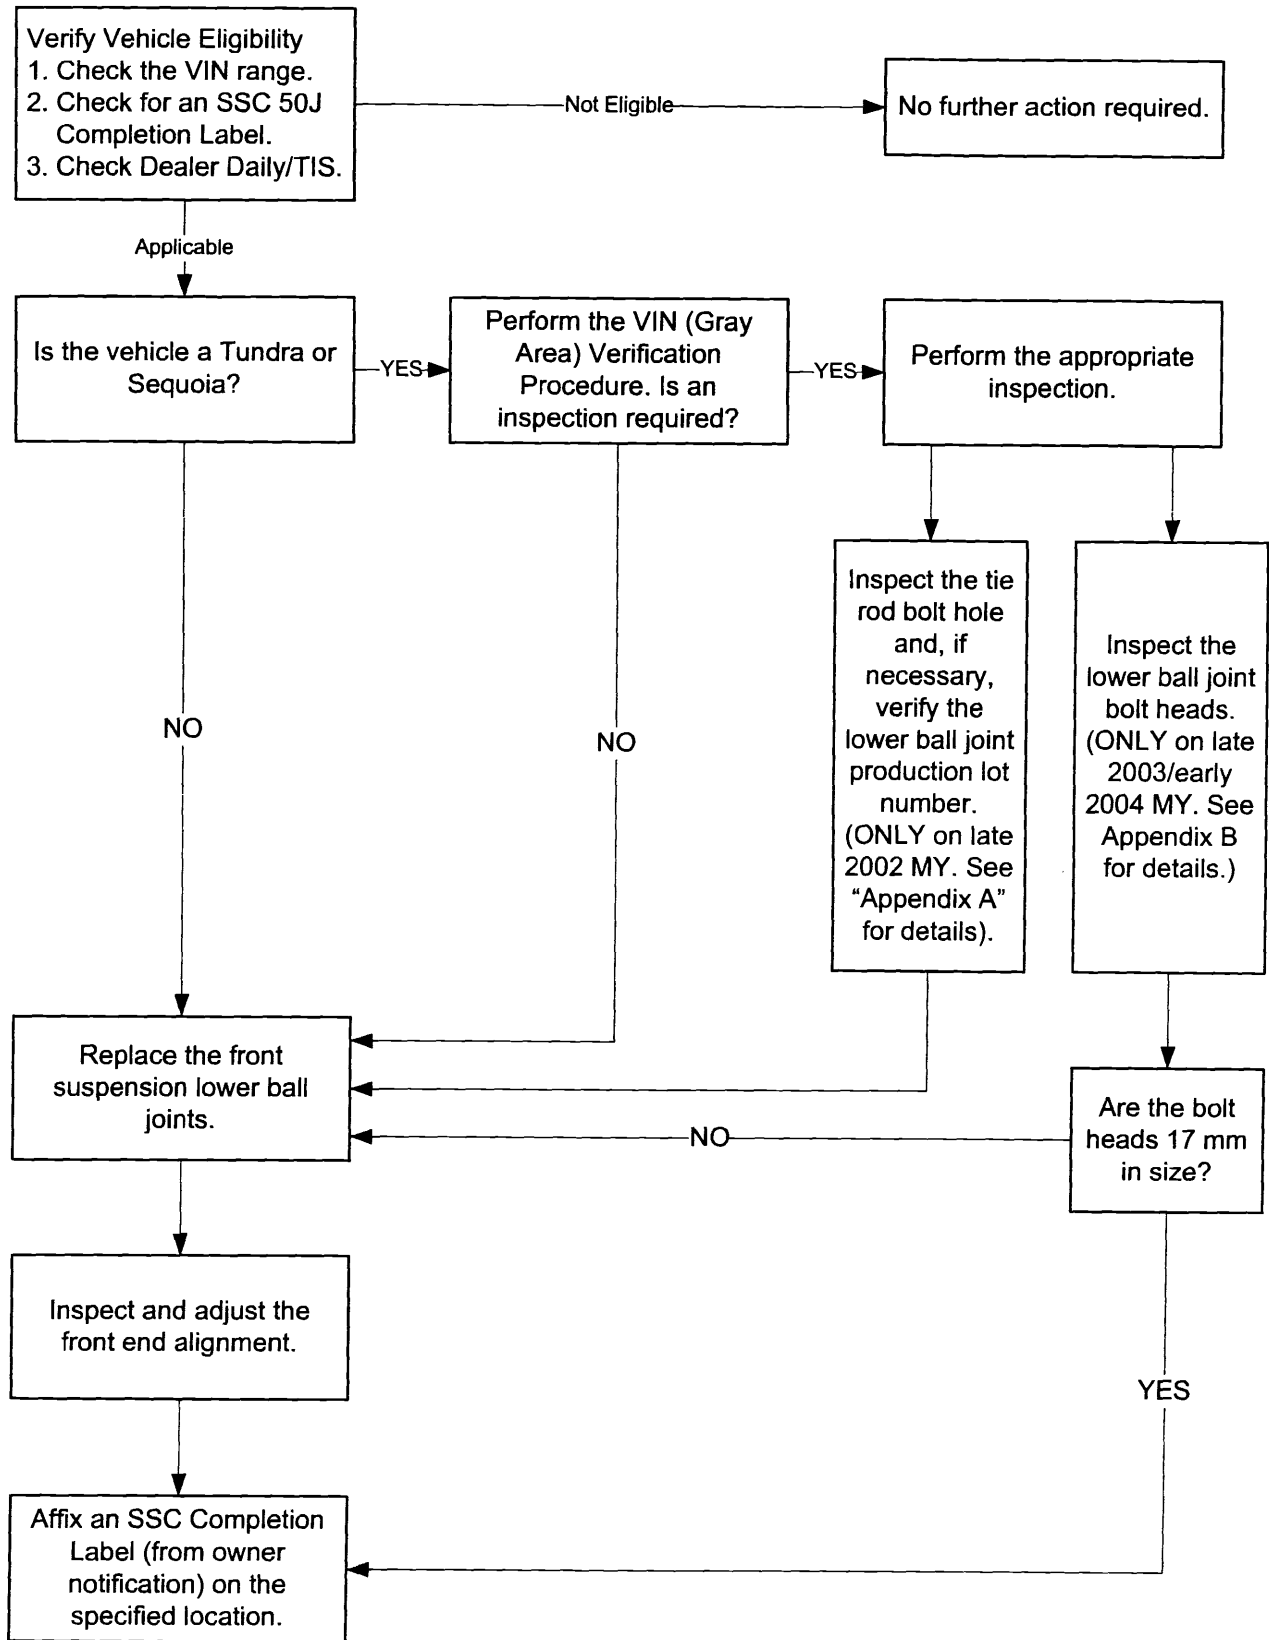 Verify Vehicle Eligibility
1. Check the VIN range.
2. Check for an SSC 50J
Completion Label.
3. Check Dealer Daily/TIS.
Not Eligible
No further action required.
Applicable
Is the vehicle a Tundra or
Sequoia?
YES
Perform the VIN (Gray
Area) Verification
Procedure. Is an
inspection required?
YES
Perform the appropriate
inspection.
NO
NO
Inspect the tie
rod bolt hole
and, if
necessary,
verify the
lower ball joint
production lot
number.
(ONLY on late
2002 MY. See
“Appendix A”
for details).
Inspect the
lower ball joint
bolt heads.
(ONLY on late
2003/early
2004 MY. See
Appendix B
for details.)
Replace the front
suspension lower ball
joints.
NO
Are the bolt
heads 17 mm
in size?
Inspect and adjust the
front end alignment.
YES
Affix an SSC Completion
Label (from owner
notification) on the
specified location.